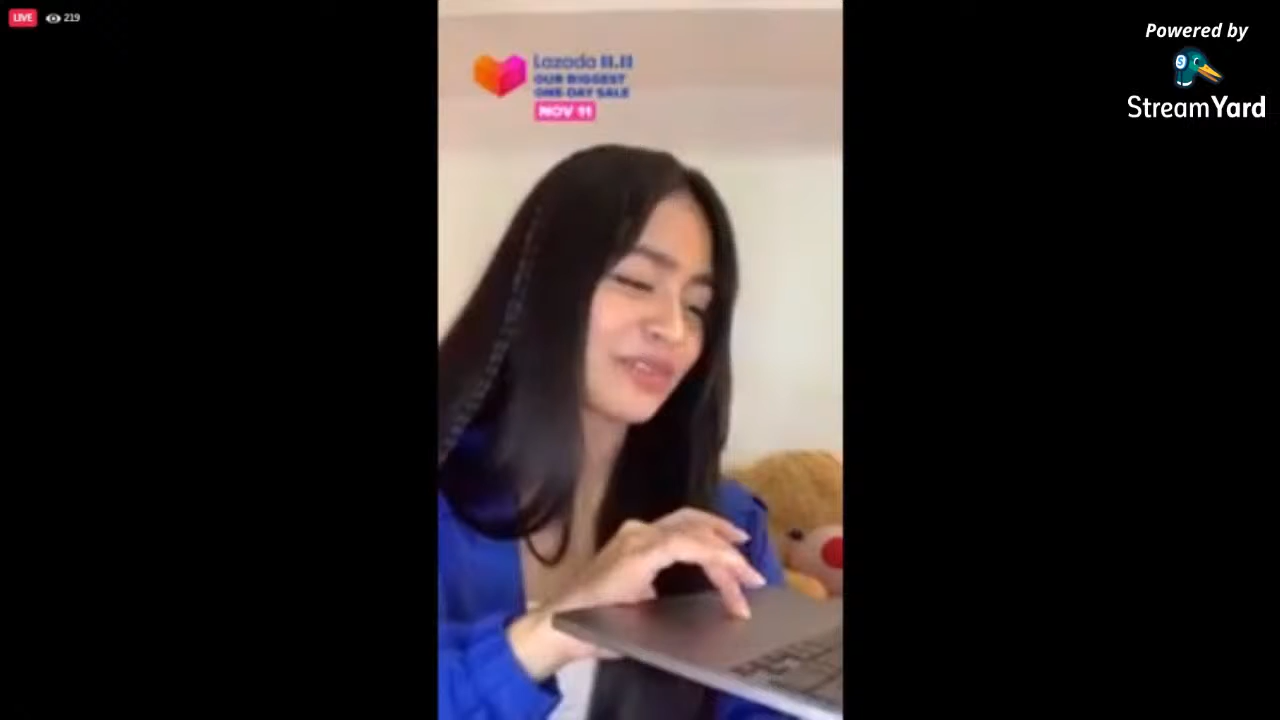 LIVE 219
Powered by
StreamYard
Lazada 11.11
OUR BIGGEST
ONE-DAY SALE
NOV 11